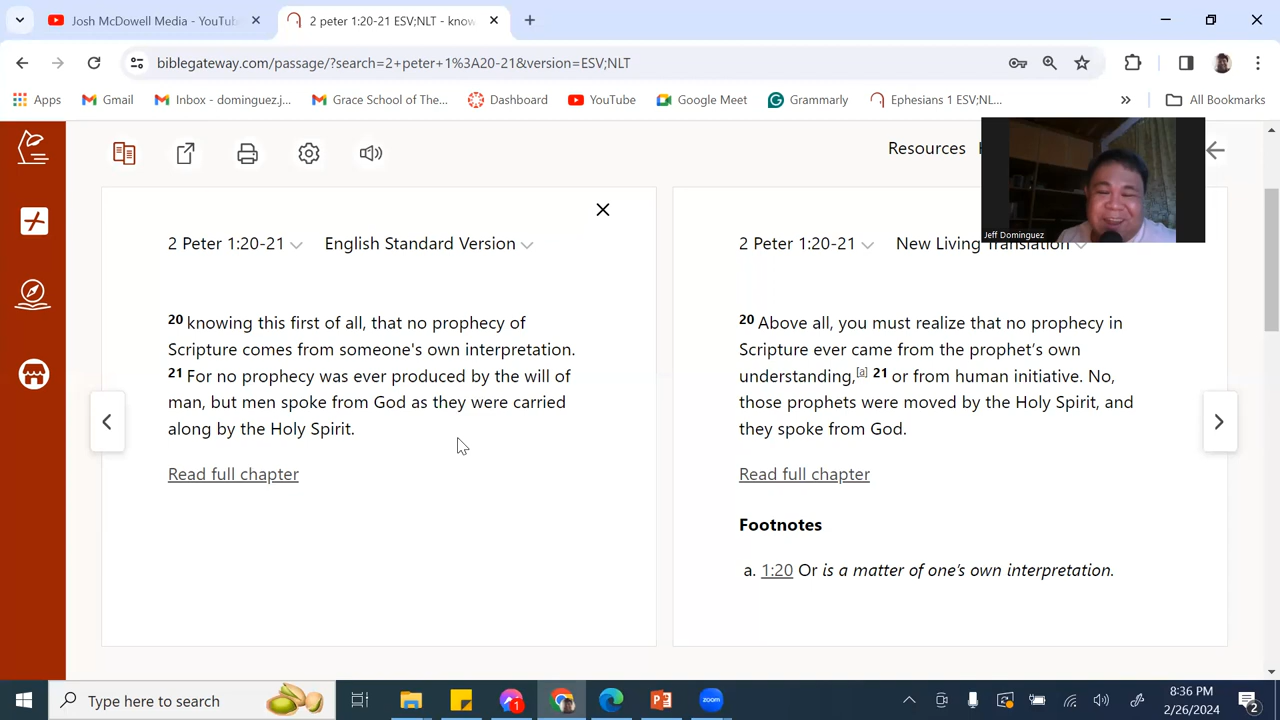 Josh McDowell Media - YouTu
2 peter 1:20-21 ESV;NLT - know
biblegateway.com/passage/?search=2+peter+1%3A20-21&version=ESV;NLT
Apps
Gmail
Inbox - dominguez.j...
Grace School of The...
Dashboard
YouTube
Google Meet
Grammarly
Ephesians 1 ESV;NL...
All Bookmarks
Resources
Jeff Dominguez
2 Peter 1:20-21 English Standard Version
20 knowing this first of all, that no prophecy of
Scripture comes from someone's own interpretation.
21 For no prophecy was ever produced by the will of
man, but men spoke from God as they were carried
along by the Holy Spirit.
Read full chapter
2 Peter 1:20-21 New Living Translation
20 Above all, you must realize that no prophecy in
Scripture ever came from the prophet's own
understanding,[a] 21 or from human initiative. No,
those prophets were moved by the Holy Spirit, and
they spoke from God.
Read full chapter
Footnotes
a. 1:20 Or is a matter of one's own interpretation.
Type here to search
1
zoom
8:36 PM
2/26/2024
2